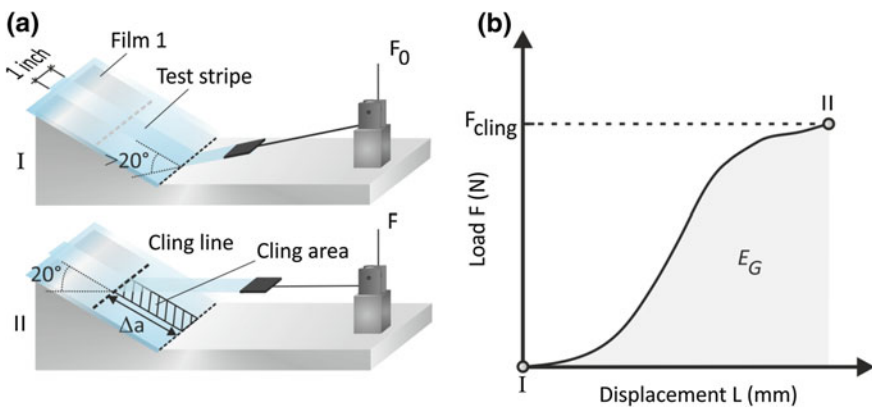 (a)
Film 1
1 inch
Test stripe
F0
>20°
I
Cling line
Cling area
F
20°
Δa
II
(b)
Load F (N)
Fcling
II
EG
I
Displacement L (mm)